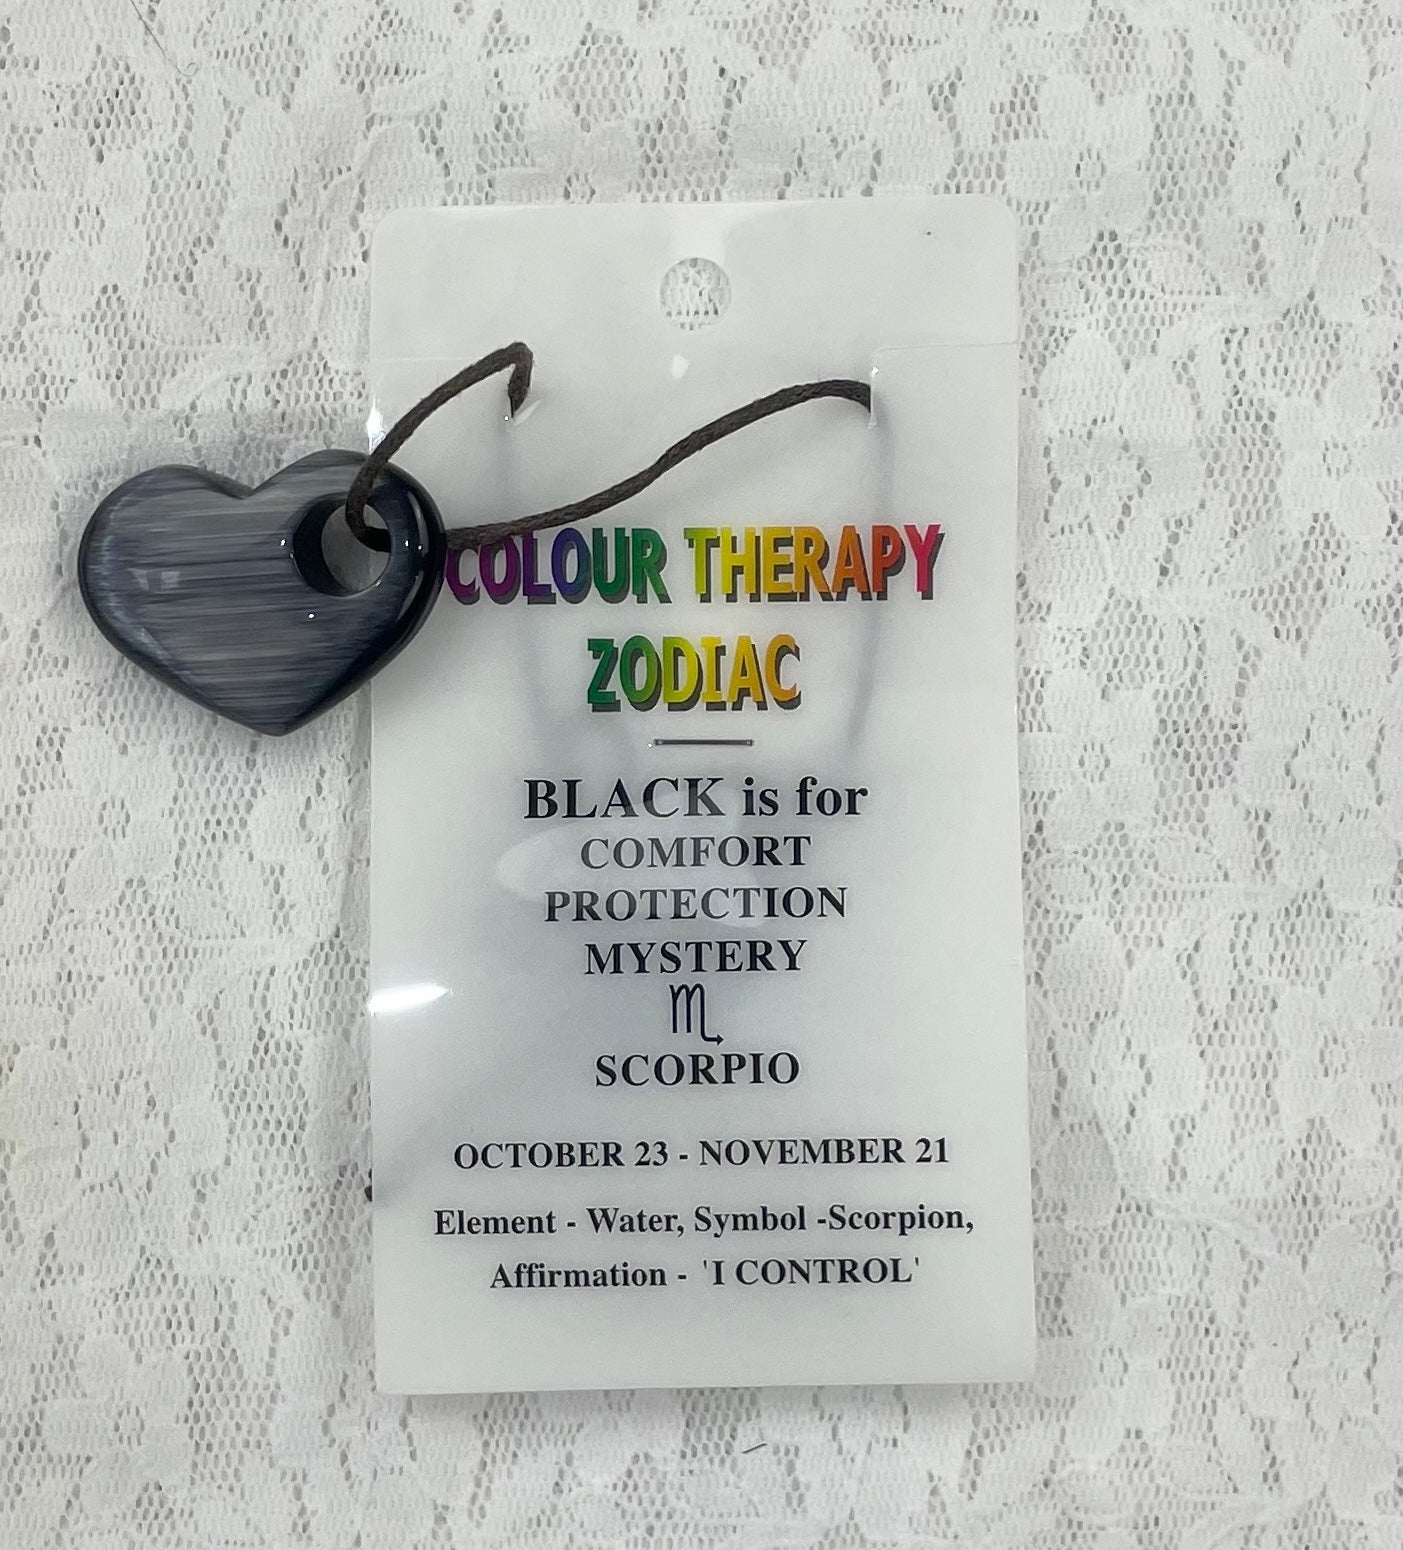 COLOUR THERAPY
ZODIAC
BLACK is for
COMFORT
PROTECTION
MYSTERY
♏
SCORPIO
OCTOBER 23 - NOVEMBER 21
Element - Water, Symbol -Scorpion,
Affirmation - 'I CONTROL'